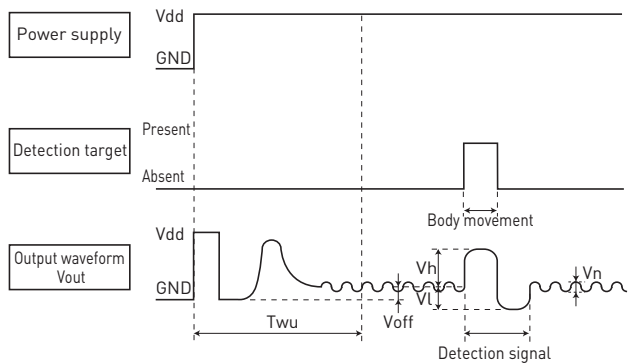 Power supply
Vdd
GND
Detection target
Present
Absent
Body movement
Output waveform
Vout
Vdd
GND
Vh
Vl
Vn
Twu
Voff
Detection signal